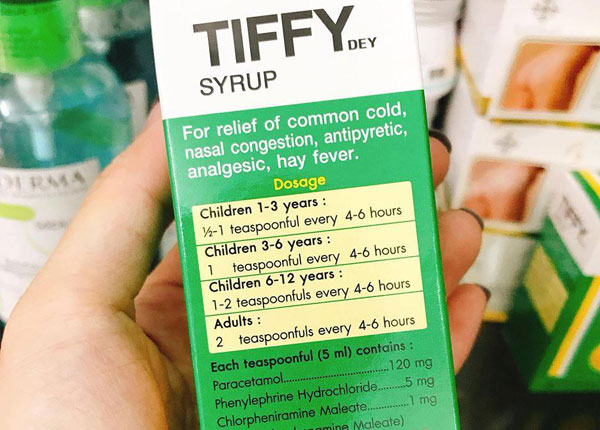 TIFFY DEY
SYRUP
For relief of common cold,
nasal congestion, antipyretic,
analgesic, hay fever.
Dosage
Children 1-3 years :
½-1 teaspoonful every 4-6 hours
Children 3-6 years :
1 teaspoonful every 4-6 hours
Children 6-12 years :
1-2 teaspoonfuls every 4-6 hours
Adults :
2 teaspoonfuls every 4-6 hours
Each teaspoonful (5 ml) contains :
Paracetamol..................120 mg
Phenylephrine Hydrochloride.......5 mg
Chlorpheniramine Maleate............1 mg
Maleate)
DERMA
TIFFY